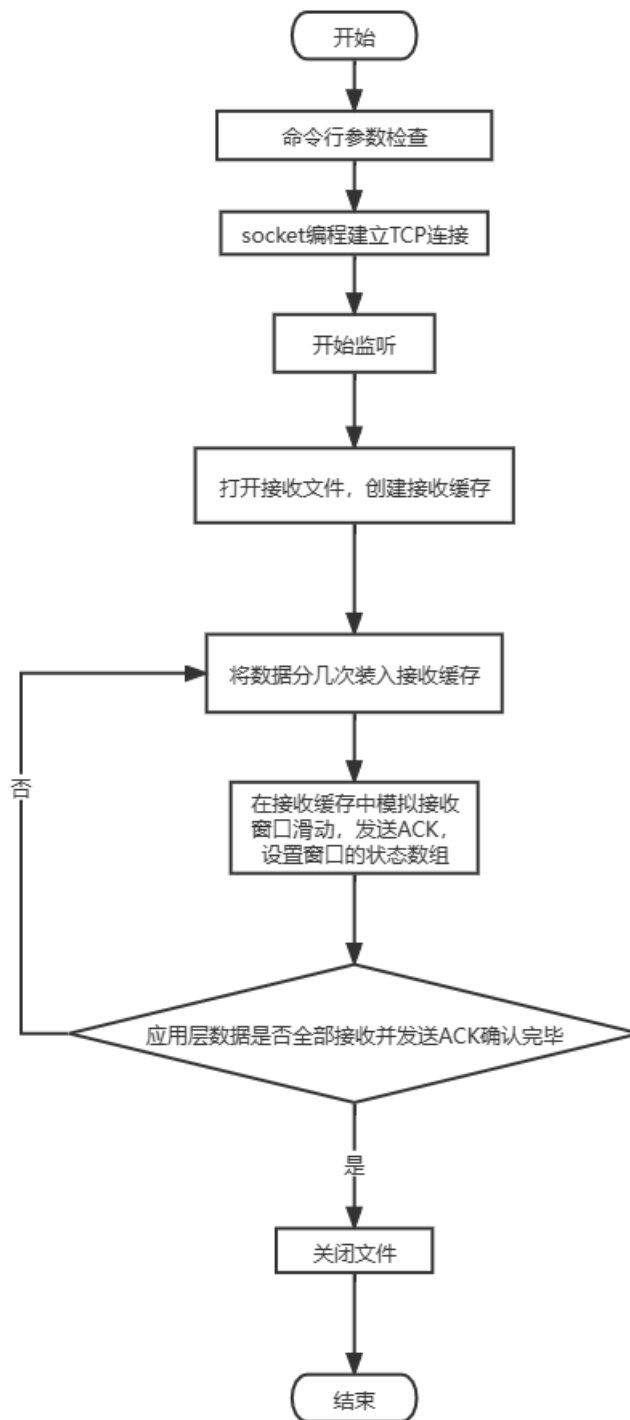 开始
命令行参数检查
socket编程建立TCP连接
开始监听
打开接收文件，创建接收缓存
将数据分几次装入接收缓存
否
在接收缓存中模拟接收
窗口滑动，发送ACK，
设置窗口的状态数组
应用层数据是否全部接收并发送ACK确认完毕
是
关闭文件
结束